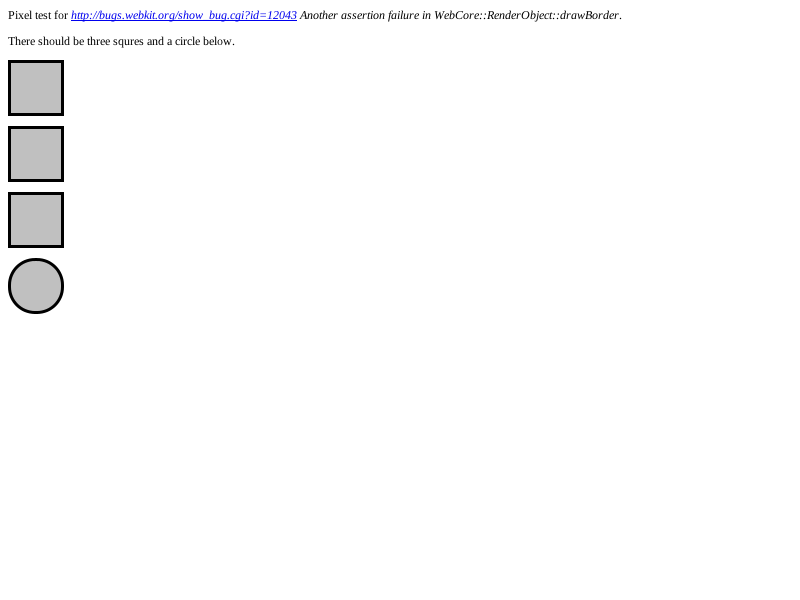 Pixel test for http://bugs.webkit.org/show_bug.cgi?id=12043 Another assertion failure in WebCore::RenderObject::drawBorder.
There should be three squres and a circle below.